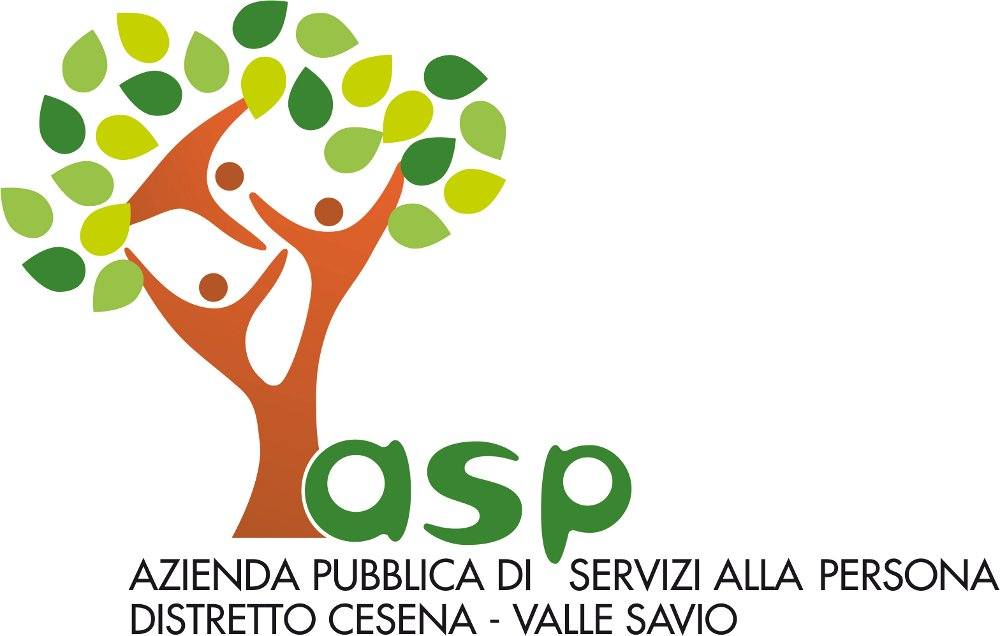 asp
AZIENDA PUBBLICA DI SERVIZI ALLA PERSONA
DISTRETTO CESENA - VALLE SAVIO